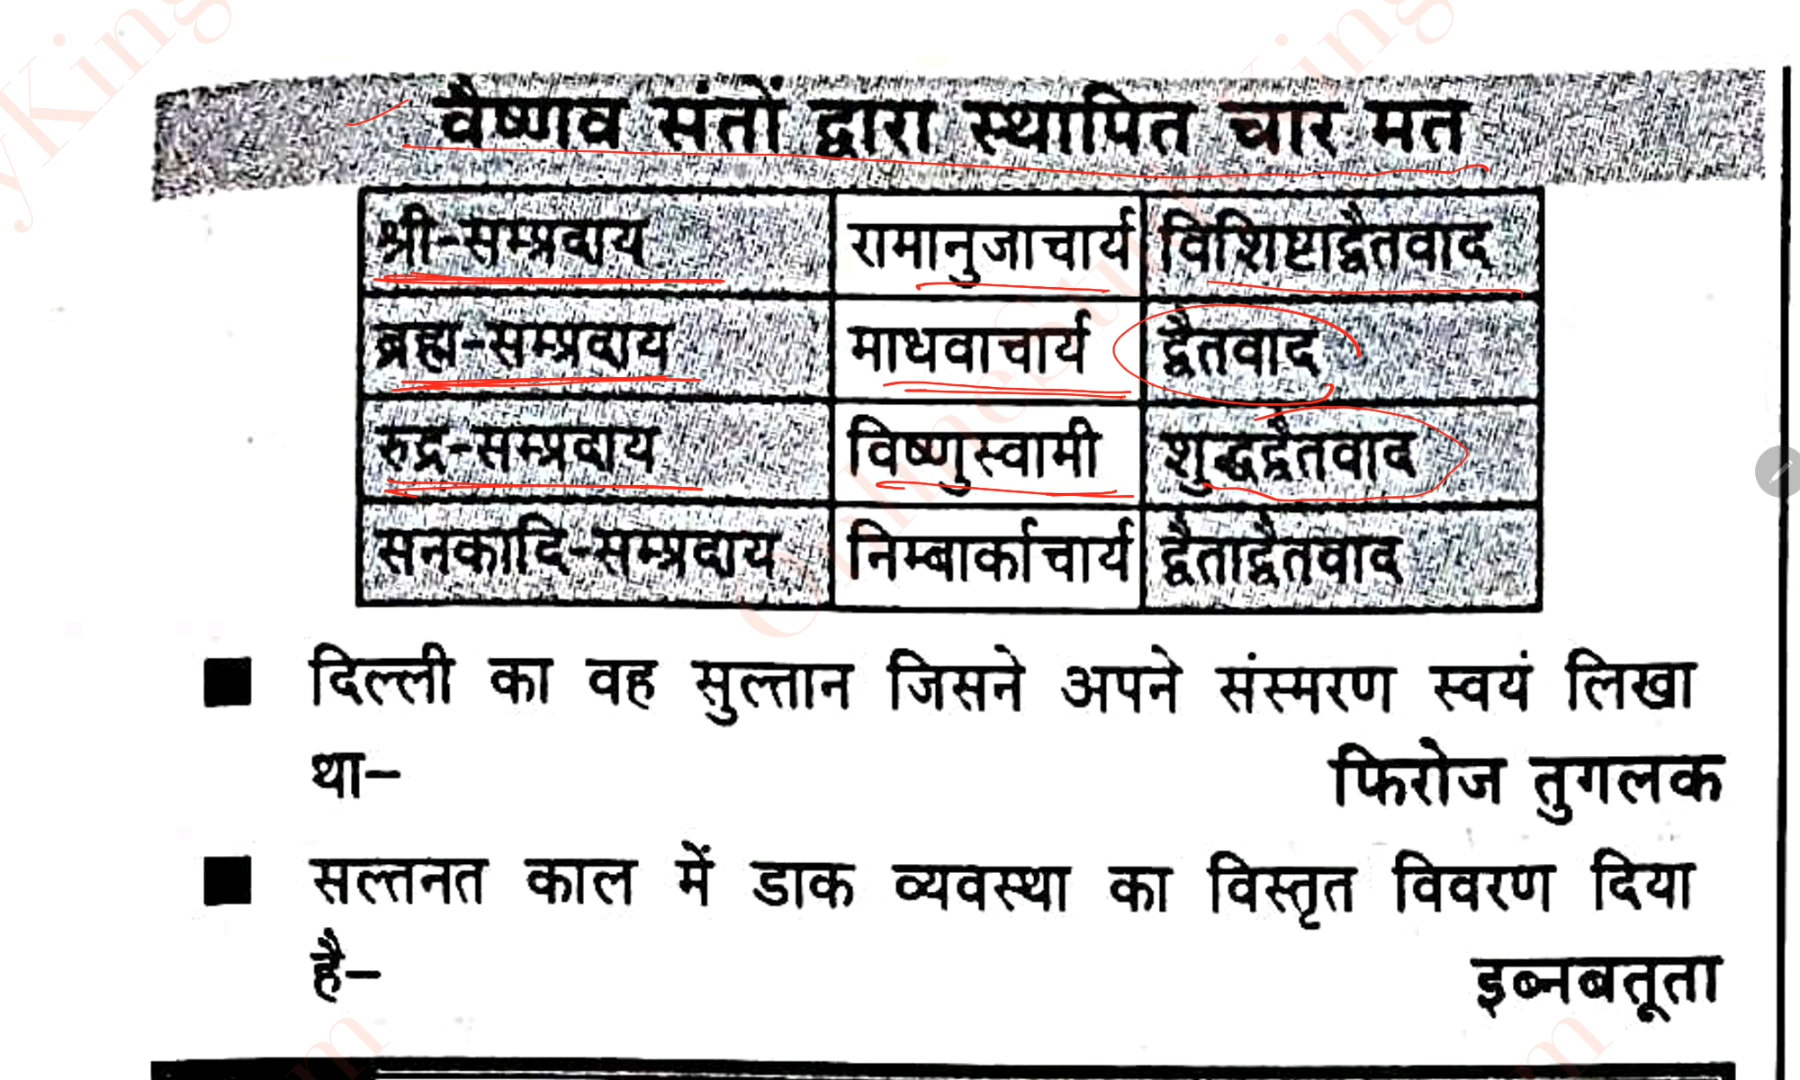 वैष्णव संतों द्वारा स्थापित चार मत
श्री-सम्प्रदाय रामानुजाचार्य विशिष्टाद्वैतवाद
ब्रह्म-सम्प्रदाय माधवाचार्य द्वैतवाद
रुद्र-सम्प्रदाय विष्णुस्वामी शुद्धद्वैतवाद
सनकादि-सम्प्रदाय निम्बार्काचार्य द्वैताद्वैतवाद
■ दिल्ली का वह सुल्तान जिसने अपने संस्मरण स्वयं लिखा
था– फिरोज तुगलक
■ सल्तनत काल में डाक व्यवस्था का विस्तृत विवरण दिया
है– इब्नबतूता